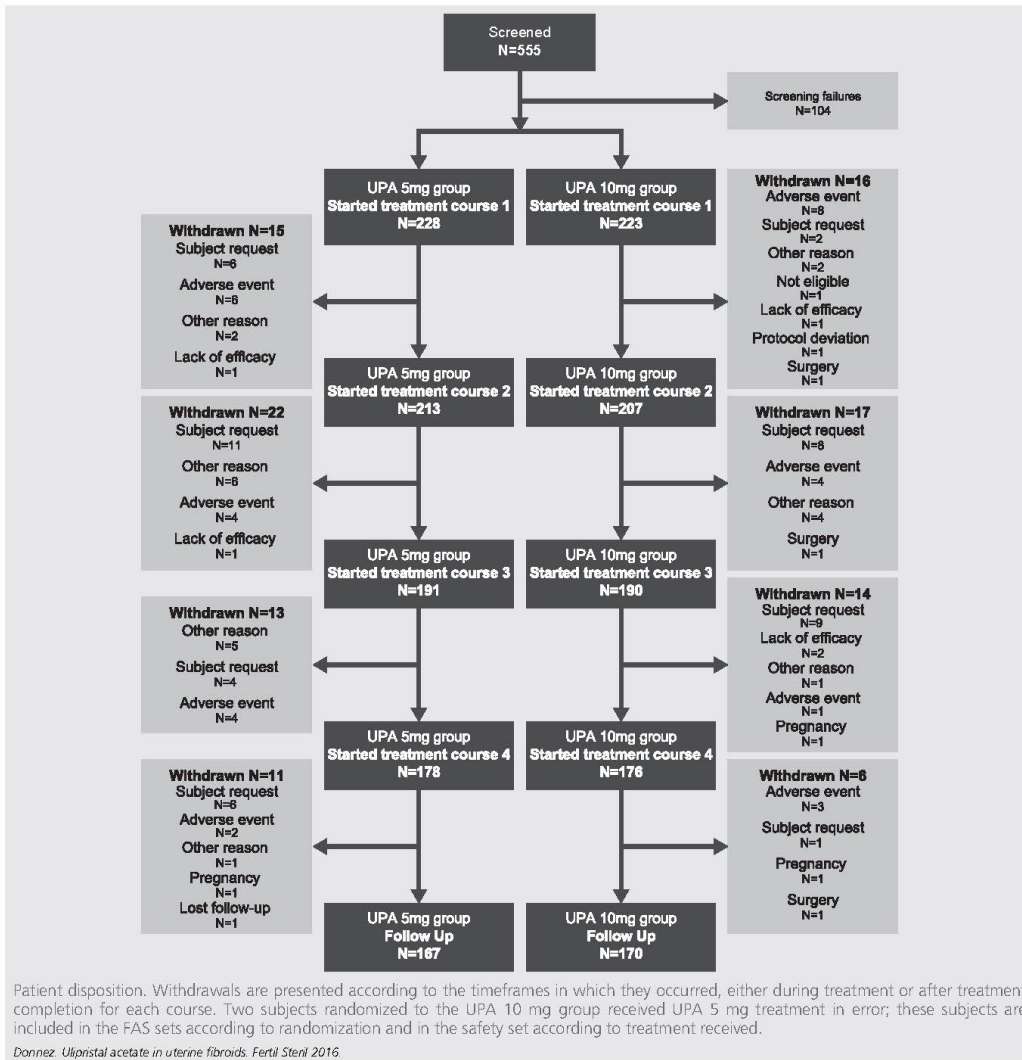 Screened
N=555
Screening failures
N=104
UPA 5mg group
Started treatment course 1
N=228
UPA 10mg group
Started treatment course 1
N=223
Withdrawn N=15
Subject request
N=6
Adverse event
N=6
Other reason
N=2
Lack of efficacy
N=1
Withdrawn N=16
Adverse event
N=8
Subject request
N=2
Other reason
N=2
Not eligible
N=1
Lack of efficacy
N=1
Protocol deviation
N=1
Surgery
N=1
UPA 5mg group
Started treatment course 2
N=213
UPA 10mg group
Started treatment course 2
N=207
Withdrawn N=22
Subject request
N=11
Other reason
N=6
Adverse event
N=4
Lack of efficacy
N=1
Withdrawn N=17
Subject request
N=8
Adverse event
N=4
Other reason
N=4
Surgery
N=1
UPA 5mg group
Started treatment course 3
N=191
UPA 10mg group
Started treatment course 3
N=190
Withdrawn N=13
Other reason
N=5
Subject request
N=4
Adverse event
N=4
Withdrawn N=14
Subject request
N=9
Lack of efficacy
N=2
Other reason
N=1
Adverse event
N=1
Pregnancy
N=1
UPA 5mg group
Started treatment course 4
N=178
UPA 10mg group
Started treatment course 4
N=176
Withdrawn N=11
Subject request
N=6
Adverse event
N=2
Other reason
N=1
Pregnancy
N=1
Lost follow-up
N=1
Withdrawn N=6
Adverse event
N=3
Subject request
N=1
Pregnancy
N=1
Surgery
N=1
UPA 5mg group
Follow Up
N=167
UPA 10mg group
Follow Up
N=170
Patient disposition. Withdrawals are presented according to the timeframes in which they occurred, either during treatment or after treatment
completion for each course. Two subjects randomized to the UPA 10 mg group received UPA 5 mg treatment in error; these subjects are
included in the FAS sets according to randomization and in the safety set according to treatment received.
Donnez. Ulipristal acetate in uterine fibroids. Fertil Steril 2016.